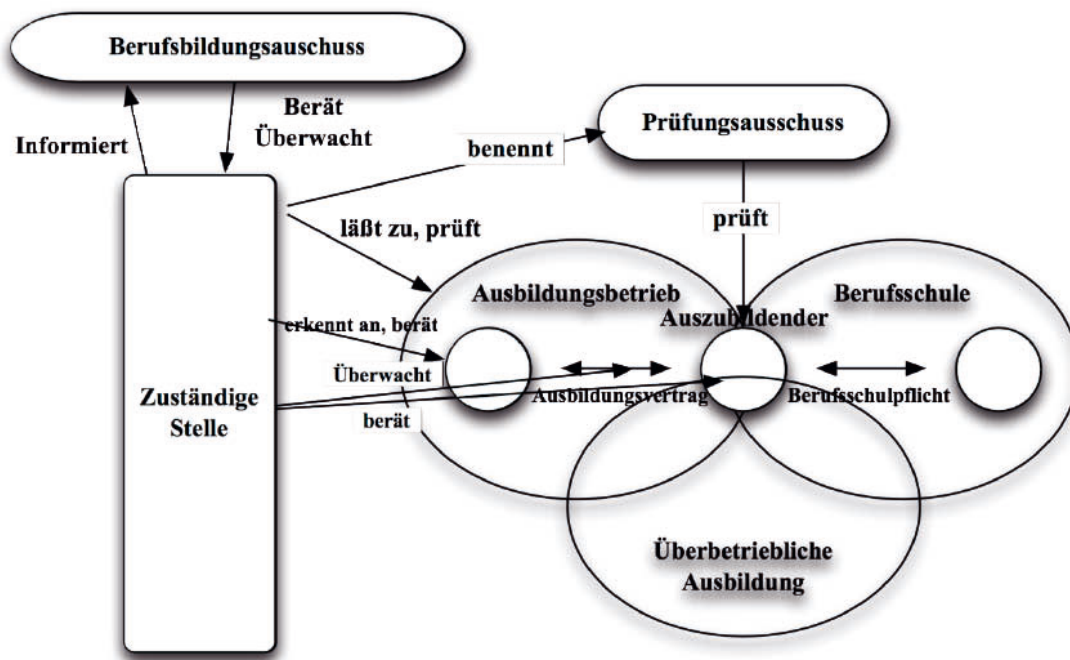 Berufsbildungsauschuss
Informiert
Berät
Überwacht
benennt
Prüfungsausschuss
prüft
läßt zu, prüft
Ausbildungsbetrieb
Berufsschule
Auszubildender
erkennt an, berät
Überwacht
Ausbildungsvertrag
Berufsschulpflicht
berät
Zuständige
Stelle
Überbetriebliche
Ausbildung